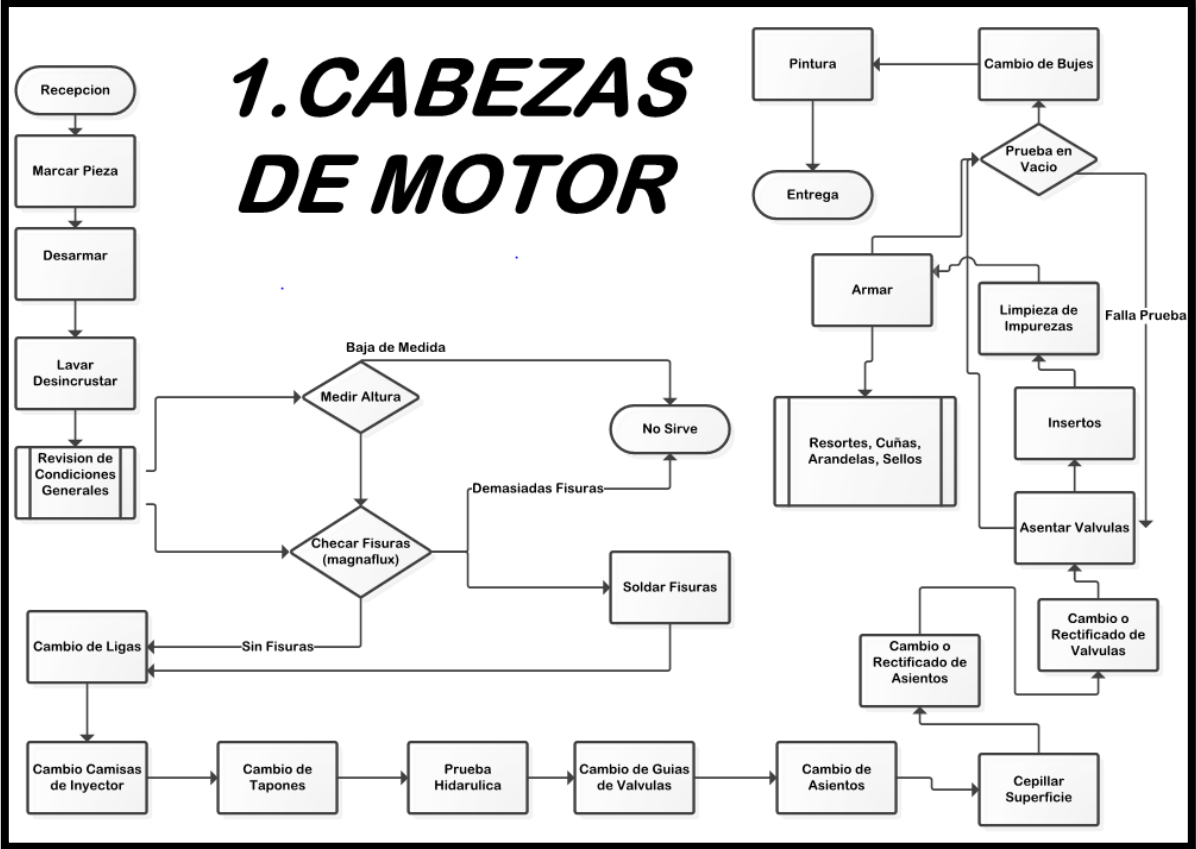 1.CABEZAS
DE MOTOR
Recepcion
Marcar Pieza
Desarmar
Lavar
Desincrustar
Revision de
Condiciones
Generales
Baja de Medida
Medir Altura
No Sirve
Demasiadas Fisuras
Checar Fisuras
(magnaflux)
Soldar Fisuras
Sin Fisuras
Cambio de Ligas
Cambio Camisas
de Inyector
Cambio de
Tapones
Prueba
Hidarulica
Cambio de Guias
de Valvulas
Cambio de
Asientos
Cepillar
Superficie
Cambio o
Rectificado de
Asientos
Cambio o
Rectificado de
Valvulas
Asentar Valvulas
Insertos
Limpieza de
Impurezas
Falla Prueba
Armar
Resortes, Cuñas,
Arandelas, Sellos
Prueba en
Vacio
Cambio de Bujes
Pintura
Entrega